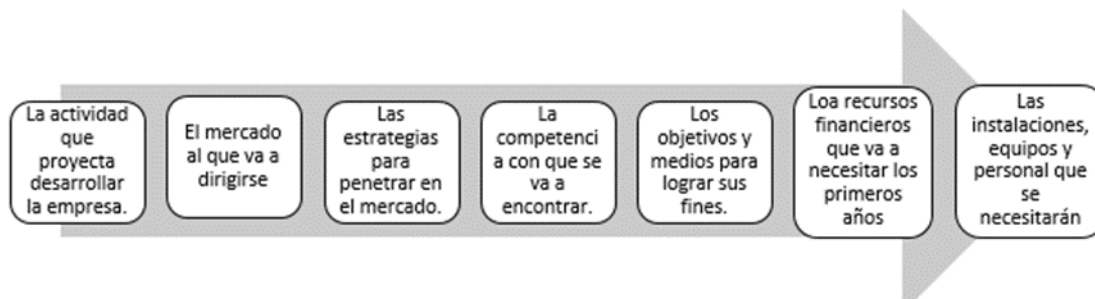 La actividad
que
proyecta
desarrollar
la empresa.
El mercado
al que va a
dirigirse
Las
estrategias
para
penetrar en
el mercado.
La
competenci
a con que se
va a
encontrar.
Los
objetivos y
medios para
lograr sus
fines.
Loa recursos
financieros
que va a
necesitar los
primeros
años
Las
instalaciones,
equipos y
personal que
se
necesitarán